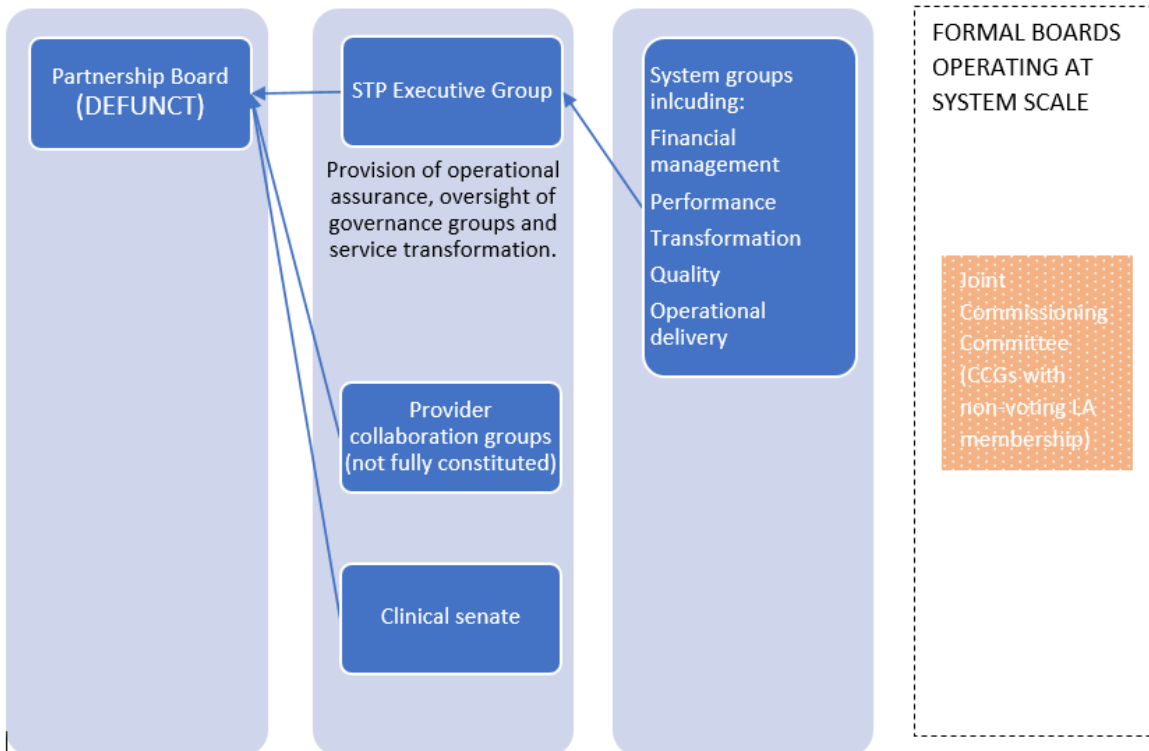 Partnership Board
(DEFUNCT)
STP Executive Group
Provision of operational
assurance, oversight of
governance groups and
service transformation.
Provider
collaboration groups
(not fully constituted)
Clinical senate
System groups
inlcuding:
Financial
management
Performance
Transformation
Quality
Operational
delivery
FORMAL BOARDS
OPERATING AT
SYSTEM SCALE
Joint
Commissioning
Committee
(CCGs with
non-voting LA
membership)